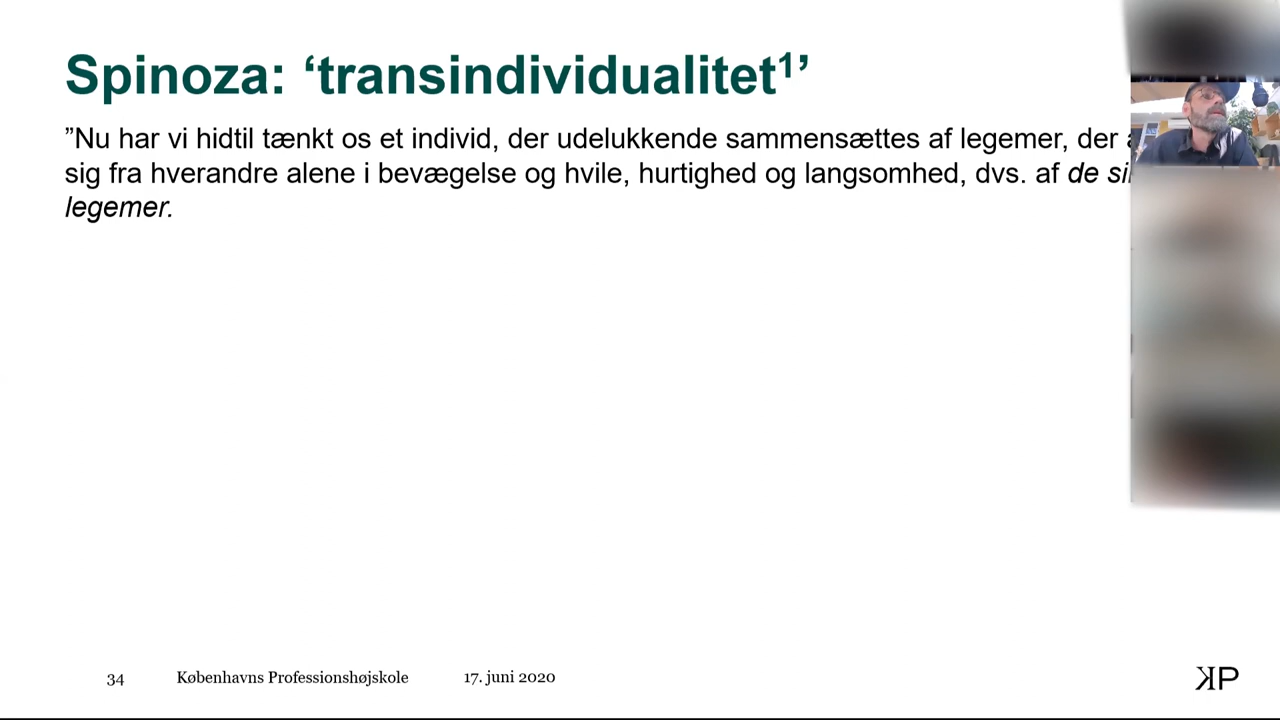 Spinoza: ‘transindividualitet¹’
”Nu har vi hidtil tænkt os et individ, der udelukkende sammensættes af legemer, der
sig fra hverandre alene i bevægelse og hvile, hurtighed og langsomhed, dvs. af de
legemer.
34 Københavns Professionshøjskole 17. juni 2020
KP